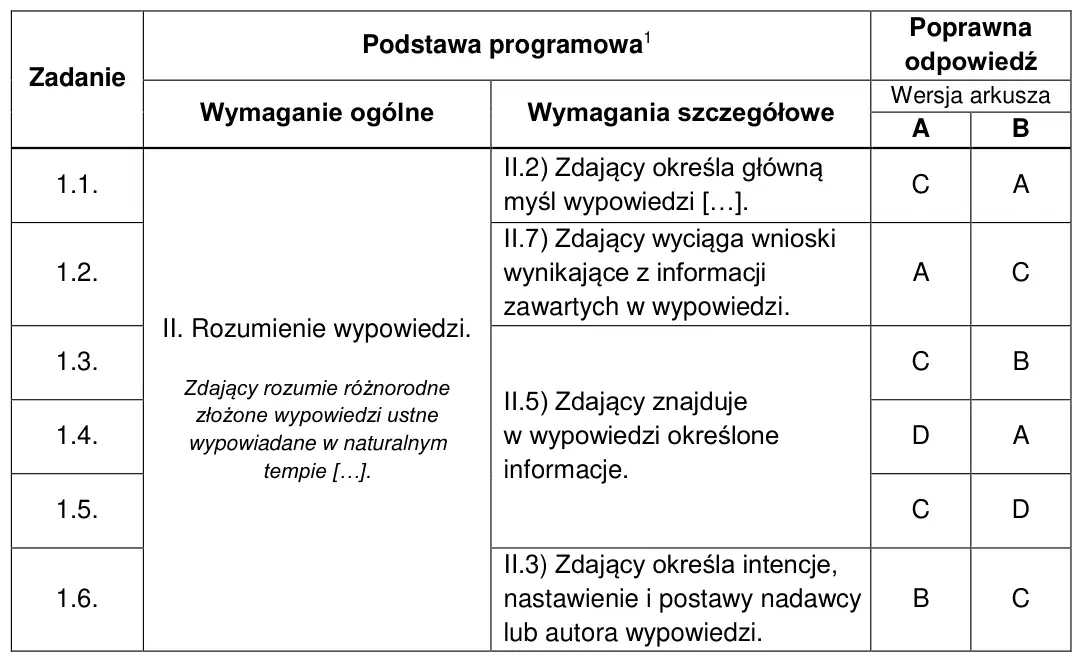 Zadanie
Podstawa programowa1
Poprawna
odpowiedź
Wymaganie ogólne
Wymagania szczegółowe
Wersja arkusza
A B
1.1.
II.2) Zdający określa główną
myśl wypowiedzi […].
C A
1.2.
II.7) Zdający wyciąga wnioski
wynikające z informacji
zawartych w wypowiedzi.
A C
II. Rozumienie wypowiedzi.
Zdający rozumie różnorodne
złożone wypowiedzi ustne
wypowiadane w naturalnym
tempie […].
1.3.
C B
II.5) Zdający znajduje
w wypowiedzi określone
informacje.
1.4.
D A
1.5.
C D
1.6.
II.3) Zdający określa intencje,
nastawienie i postawy nadawcy
lub autora wypowiedzi.
B C